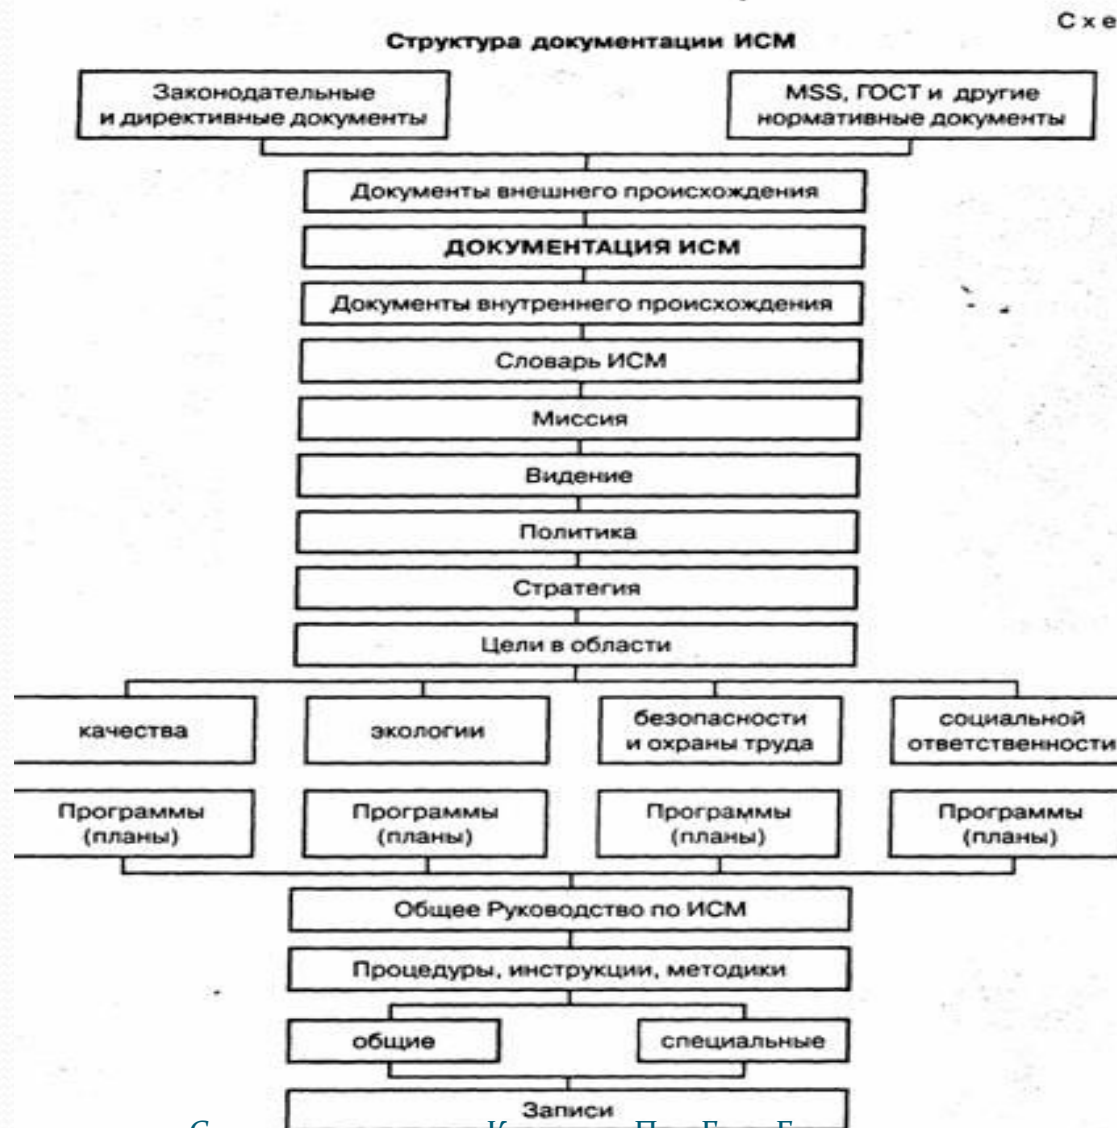 Схе
Структура документации ИСМ
Законодательные
и директивные документы
MSS, ГОСТ и другие
нормативные документы
Документы внешнего происхождения
ДОКУМЕНТАЦИЯ ИСМ
Документы внутреннего происхождения
Словарь ИСМ
Миссия
Видение
Политика
Стратегия
Цели в области
качества
экологии
безопасности
и охраны труда
социальной
ответственности
Программы
(планы)
Программы
(планы)
Программы
(планы)
Программы
(планы)
Общее Руководство по ИСМ
Процедуры, инструкции, методики
общие
специальные
Записи